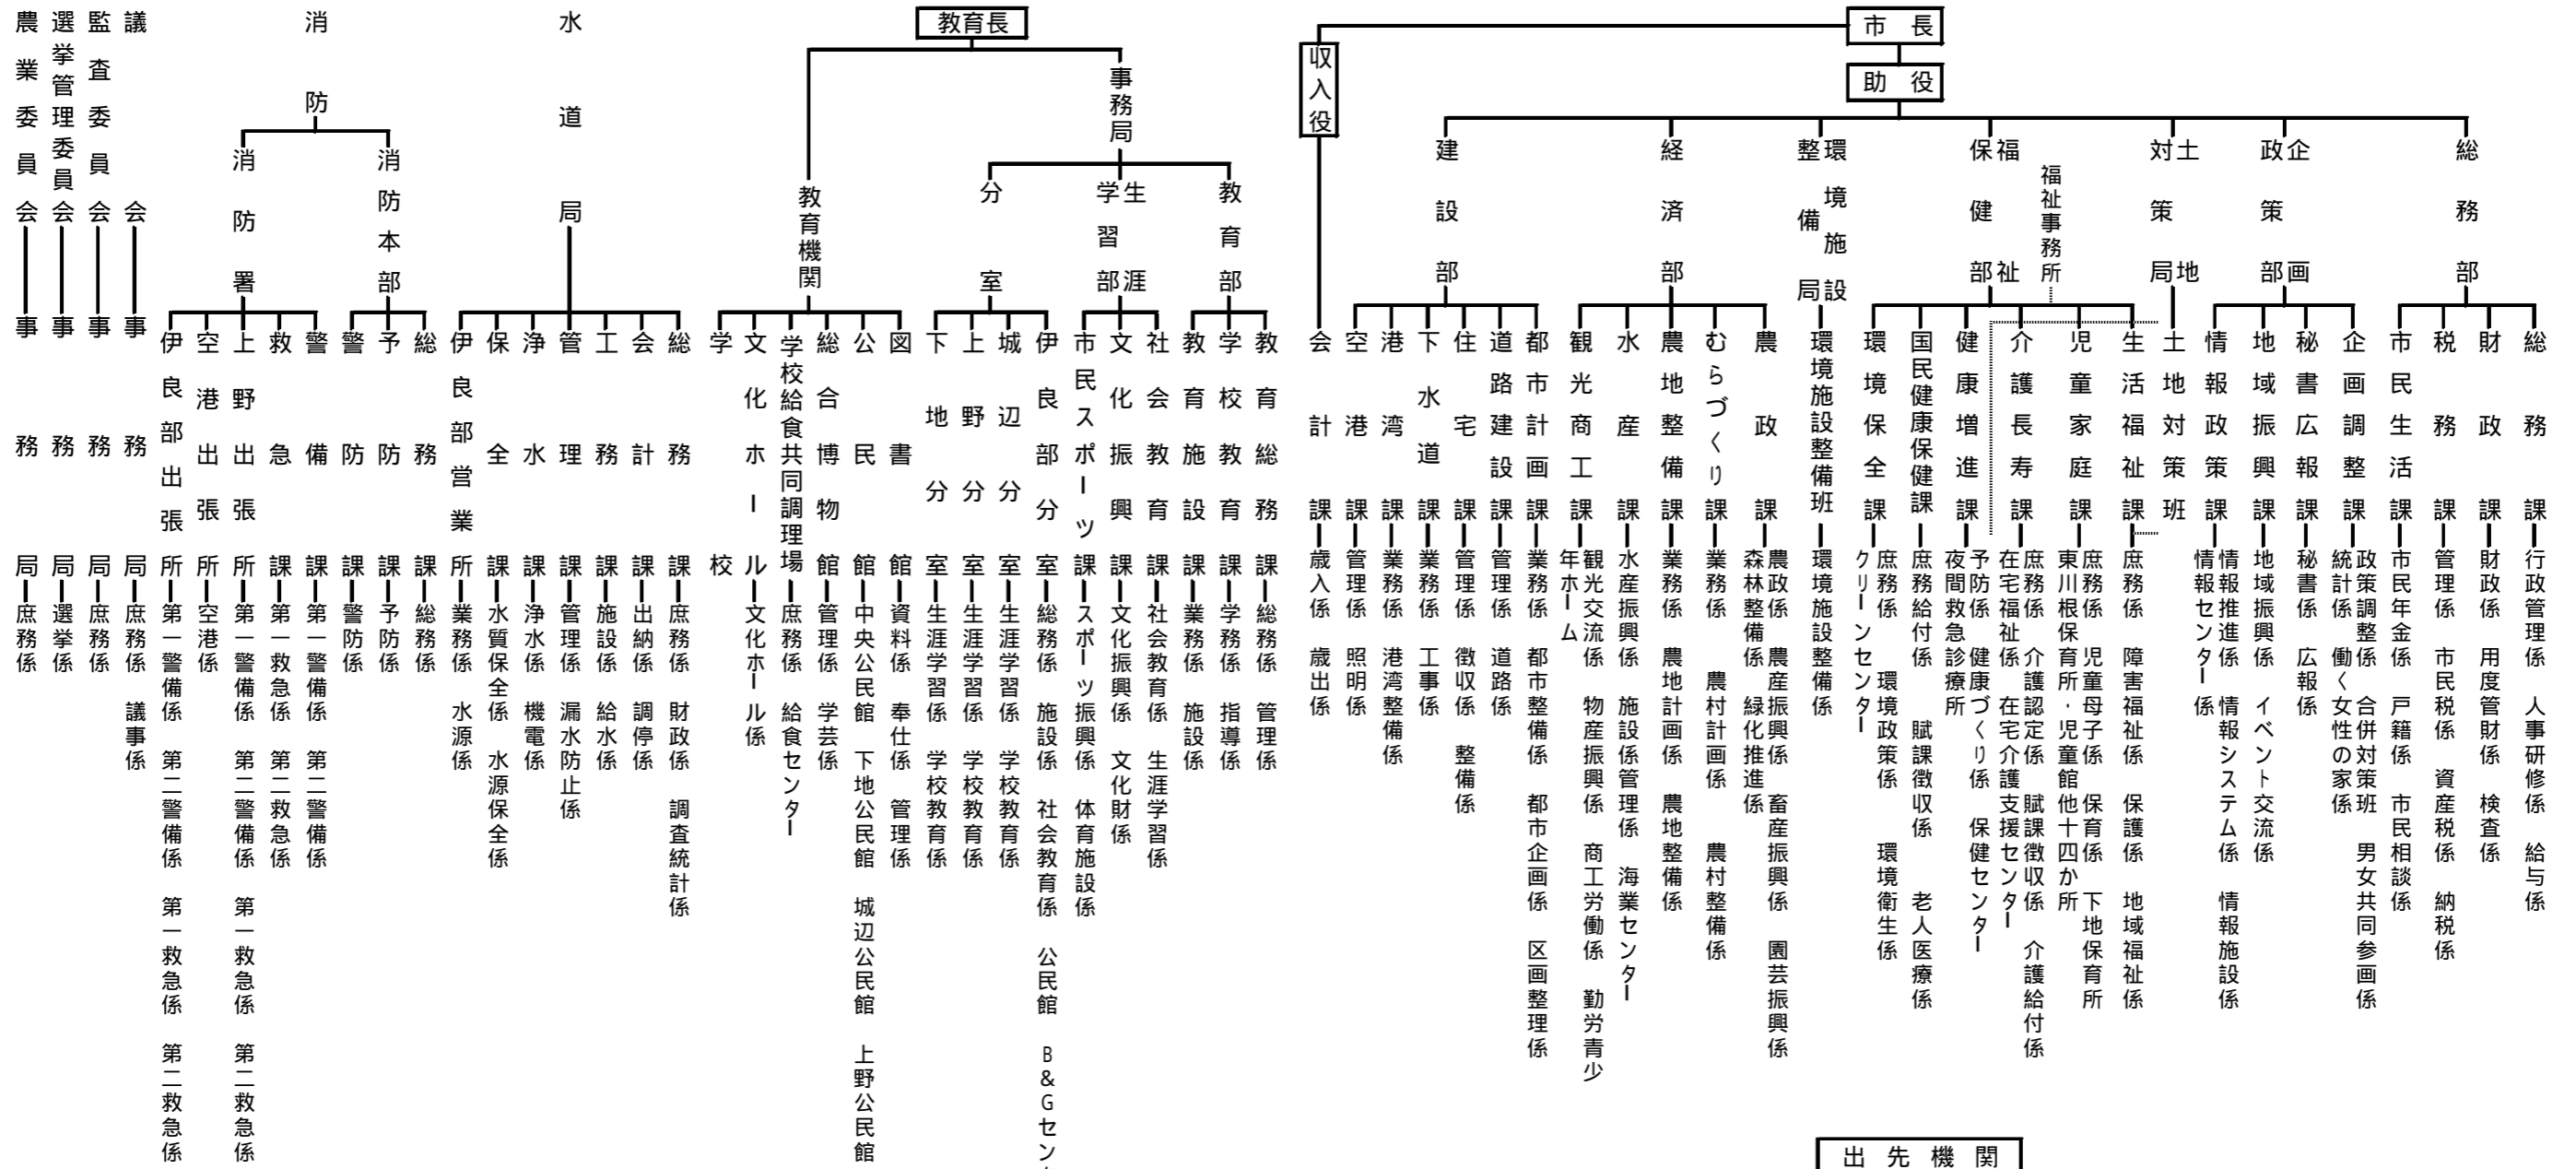 市長
助役
収入役
総務部
企画
政策部
土地
対策局
福祉
保健部
福祉事務所
環境施設
整備局
経済部
建設部
総務課
財政課
税務課
市民生活課
企画調整課
秘書広報課
地域振興課
情報政策課
土地対策班
生活福祉課
児童家庭課
介護長寿課
健康増進課
国民健康保健課
環境保全課
環境施設整備班
農政課
むらづくり課
農地整備課
水産課
観光商工課
都市計画課
道路建設課
住宅課
下水道課
港湾課
空港課
会計課
行政管理係 人事研修係 給与係
財政係 用度管財係 検査係
管理係 市民税係 資産税係 納税係
市民年金係 戸籍係 市民相談係
政策調整係 合併対策班 男女共同参画係
統計係 働く女性の家係
秘書係 広報係
地域振興係 イベント交流係
情報推進係 情報システム係 情報施設係
情報センター係
庶務係 障害福祉係 保護係 地域福祉係
庶務係 児童母子係 保育係 下地保育所
東川根保育所・児童館他十四か所
庶務係 介護認定係 賦課徴収係 介護給付係
在宅福祉係 在宅介護支援センター
予防係 健康づくり係 保健センター
夜間救急診療所
庶務給付係 賦課徴収係 老人医療係
庶務係 環境政策係 環境衛生係
クリーンセンター
環境施設整備係
農政係 農産振興係 畜産振興係 園芸振興係
森林整備係 緑化推進係
業務係 農村計画係 農村整備係
業務係 農地計画係 農地整備係
水産振興係 施設係管理係 海業センター
観光交流係 物産振興係 商工労働係 勤労青少
年ホーム
業務係 都市整備係 都市企画係 区画整理係
管理係 道路係
管理係 徴収係 整備係
業務係 工事係
業務係 港湾整備係
管理係 照明係
歳入係 歳出係
出先機関
教育長
事務局
教育機関
教育部
生涯
学習部
分室
教育総務課
学校教育課
教育施設課
社会教育課
文化振興課
市民スポーツ課
伊良部分室
城辺分室
上野分室
下地分室
図書館
公民館
総合博物館
学校給食共同調理場
文化ホール
学校
総務係 管理係
学務係 指導係
業務係 施設係
社会教育係 生涯学習係
文化振興係 文化財係
スポーツ振興係 体育施設係
総務係 施設係 社会教育係 公民館 B&Gセン
生涯学習係 学校教育係
生涯学習係 学校教育係
生涯学習係 学校教育係
資料係 奉仕係 管理係
中央公民館 下地公民館 城辺公民館 上野公民館
管理係 学芸係
庶務係 給食センター
文化ホール係
水道局
総務課
会計課
工務課
管理課
浄水課
保全課
伊良部営業所
庶務係 財政係 調査統計係
出納係 調停係
施設係 給水係
管理係 漏水防止係
浄水係 機電係
水質保全係 水源保全係
業務係 水源係
消防
消防本部
消防署
総務課
予防課
警防課
警備課
救急課
上野出張所
空港出張所
伊良部出張所
総務係
予防係
警防係
第一警備係 第二警備係
第一救急係 第二救急係
第一警備係 第二警備係 第一救急係 第二救急係
空港係
第一警備係 第二警備係 第一救急係 第二救急係
議会
事務局
庶務係 議事係
監査委員会
事務局
庶務係
選挙管理委員会
事務局
選挙係
農業委員会
事務局
庶務係